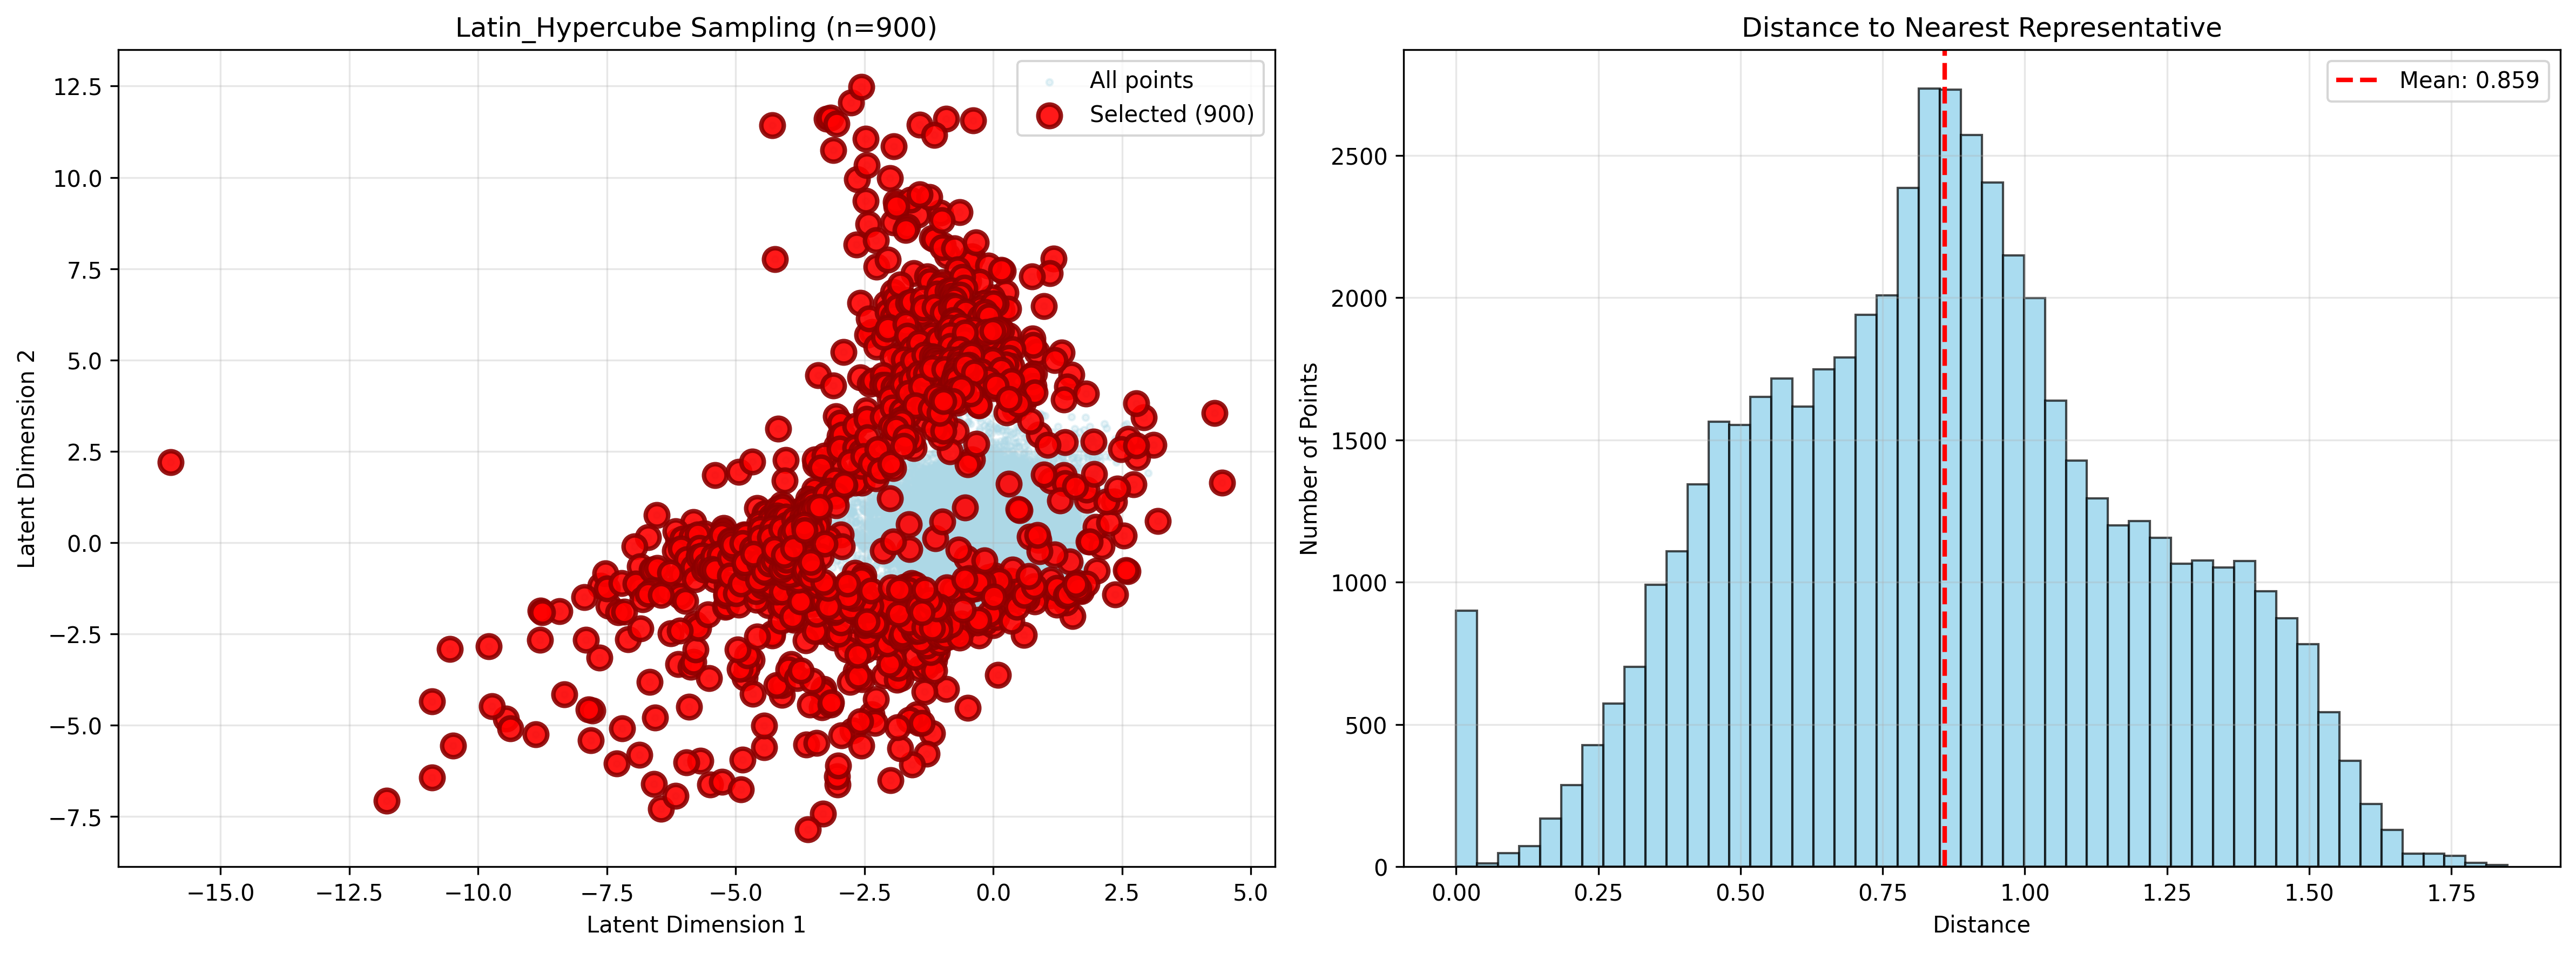 Latin_Hypercube Sampling (n=900)
All points
Selected (900)
12.5
10.0
7.5
5.0
2.5
0.0
−2.5
−5.0
−7.5
Latent Dimension 2
−15.0 −12.5 −10.0 −7.5 −5.0 −2.5 0.0 2.5 5.0
Latent Dimension 1
Distance to Nearest Representative
Mean: 0.859
2500
2000
1500
1000
500
0
Number of Points
0.00 0.25 0.50 0.75 1.00 1.25 1.50 1.75
Distance